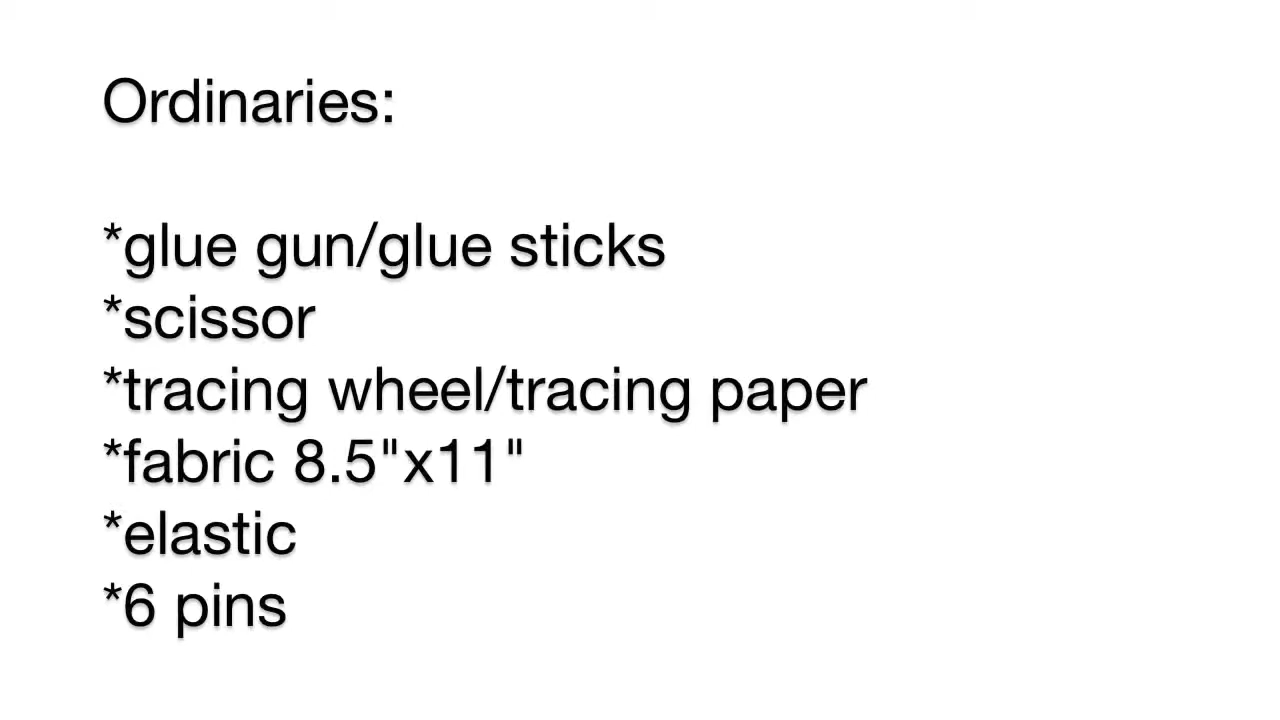 Ordinaries:
*glue gun/glue sticks
*scissor
*tracing wheel/tracing paper
*fabric 8.5"x11"
*elastic
*6 pins